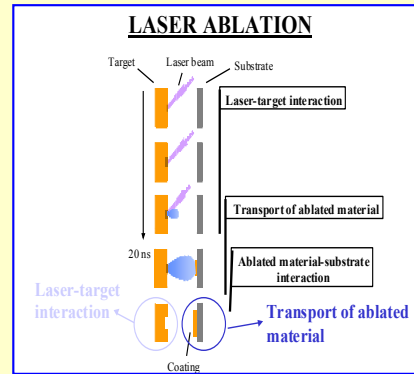 LASER ABLATION
Target
Laser beam
Substrate
Laser-target interaction
Transport of ablated material
20 ns
Ablated material-substrate
interaction
Laser-target
interaction
Transport of ablated
material
Coating